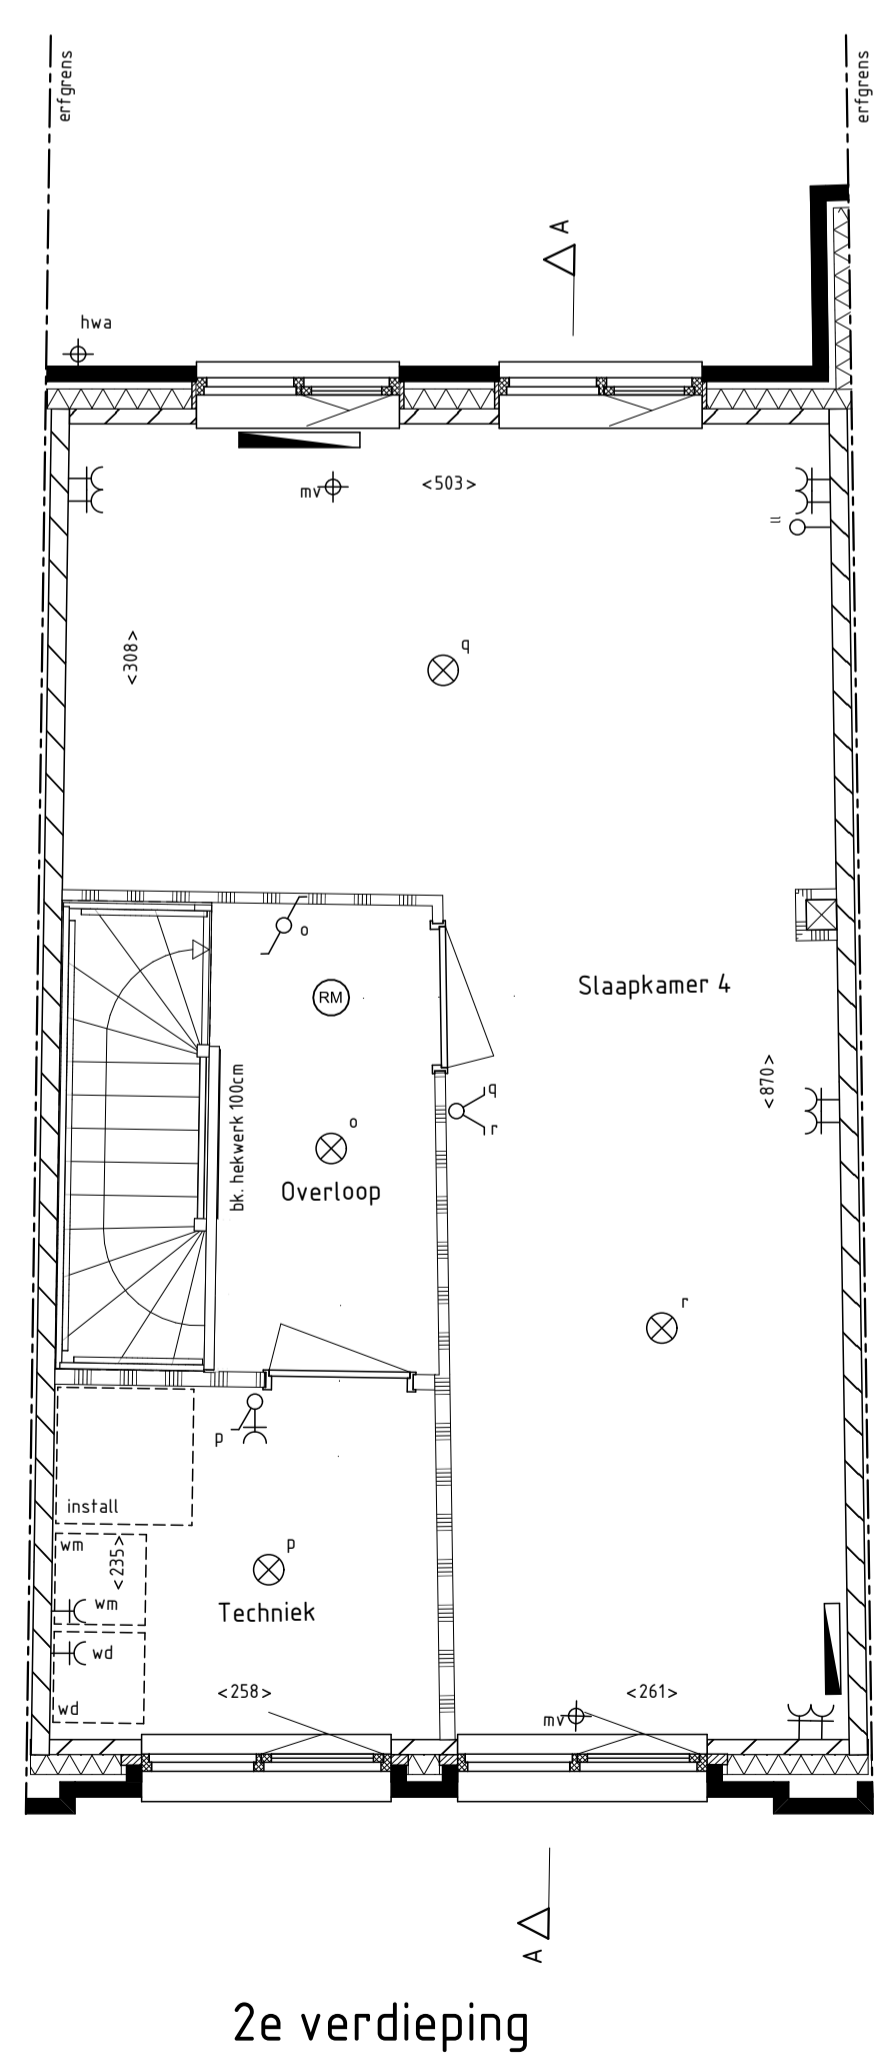 erfgrens
erfgrens
A
hwa
mv
<503>
=
<308>
q
o
RM
Slaapkamer 4
<870>
q
r
o
bk. hekwerk 100cm
Overloop
r
p
install
wm
<235>
p
wm
Techniek
wd
wd
<258>
<261>
mv
A
2e verdieping